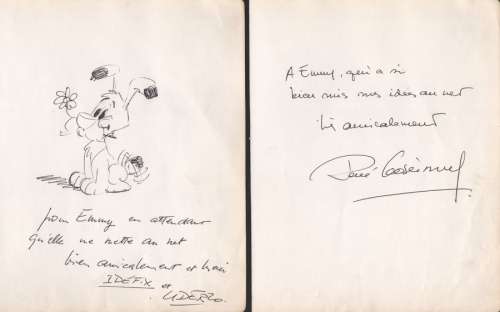 pour Emmy en attendant
qu'elle me mette au net
bien amicalement et bises
IDEFIX
et
UDERZO.
A Emmy, qui a si
bien mis mes idées au net
Très amicalement
René Goscinny